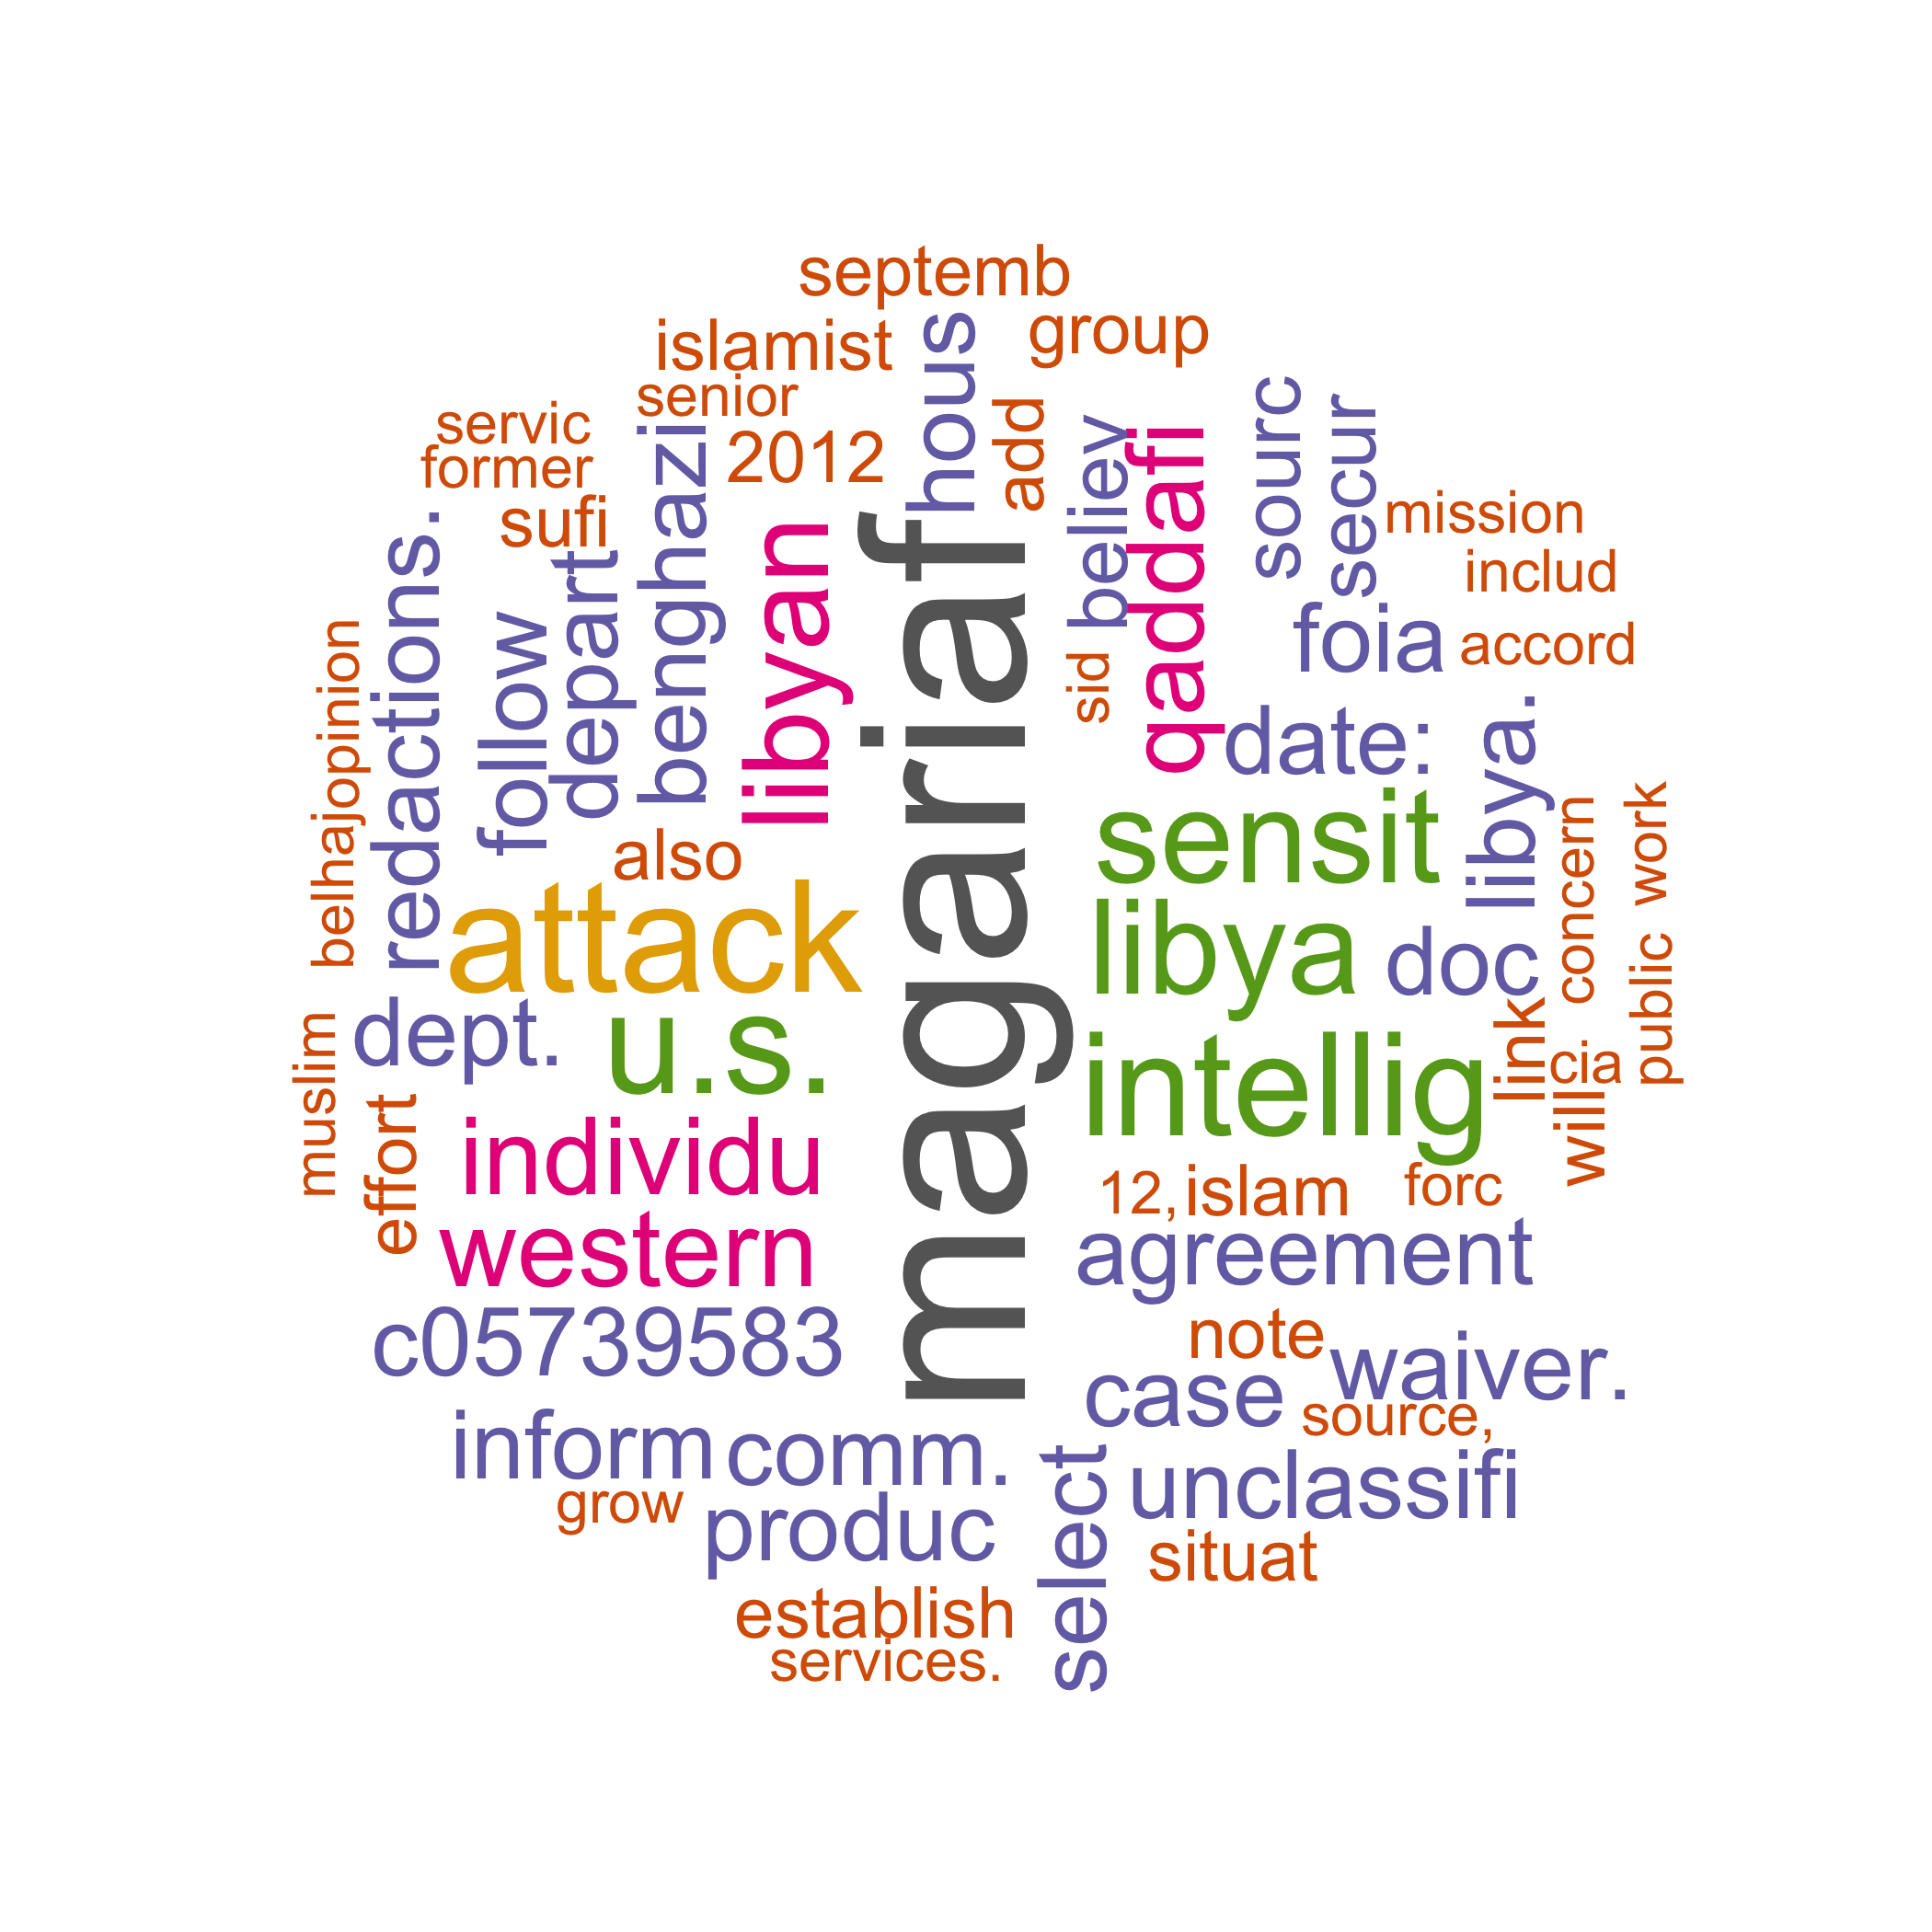 septemb
islamist
group
hous
senior
servic
add
sourc
secur
2012
former
believ
qaddafi
benghazi
sufi
mission
libyan
magariaf
includ
redactions.
depart
follow
foia
accord
opinion
sid
date:
libya.
sensit
also
belhaj
concern
work
attack
libya
doc
public
link
dept.
u.s.
intellig
cia
will
muslim
effort
individu
12,
islam
forc
western
agreement
c05739583
note
waiver.
case
source,
inform
comm.
select
unclassifi
grow
produc
situat
establish
services.